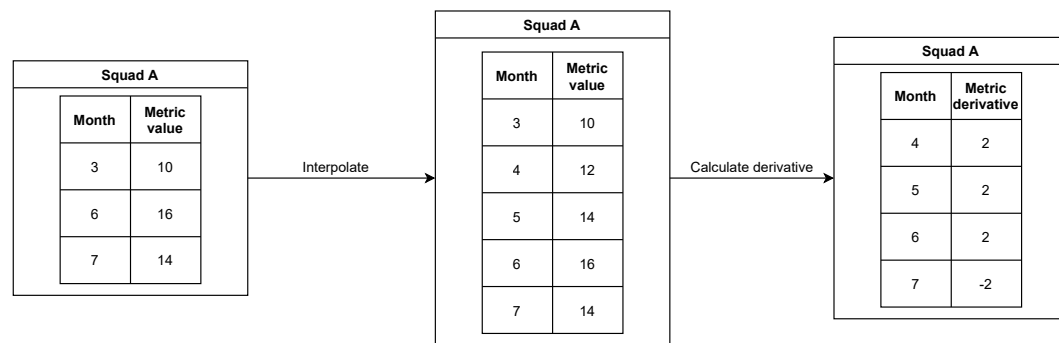 Squad A
Month Metric value
3 10
6 16
7 14
Interpolate
Squad A
Month Metric value
3 10
4 12
5 14
6 16
7 14
Calculate derivative
Squad A
Month Metric derivative
4 2
5 2
6 2
7 -2